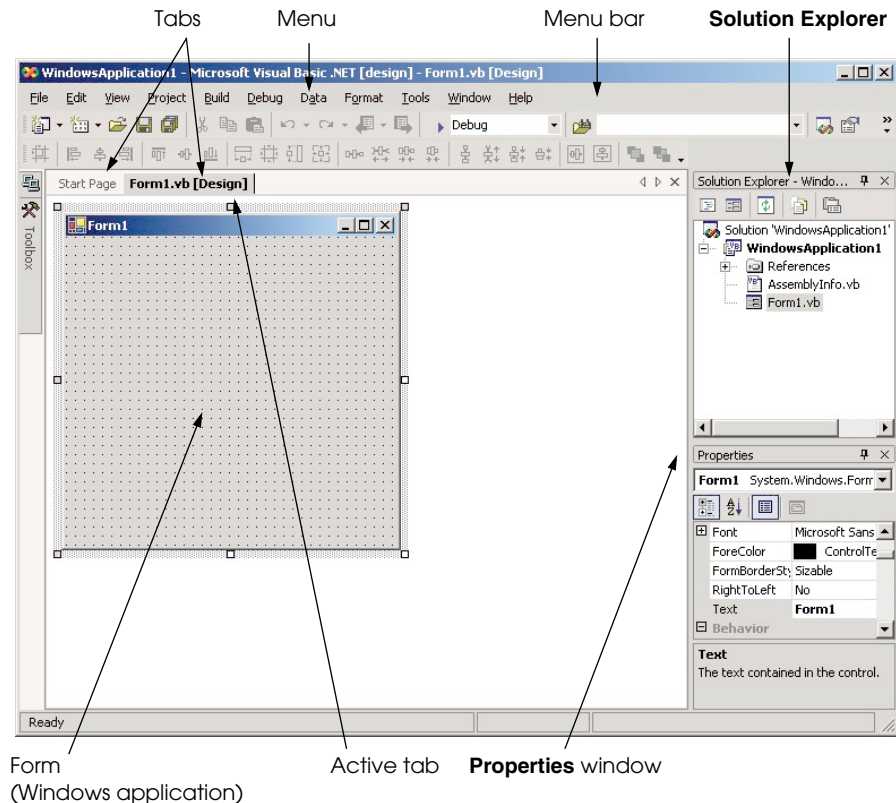 Tabs Menu Menu bar Solution Explorer
WindowsApplication1 - Microsoft Visual Basic .NET [design] - Form1.vb [Design]
File Edit View Project Build Debug Data Format Tools Window Help
Debug
Start Page Form1.vb [Design]
Toolbox
Form1
Solution Explorer - Windo...
Solution 'WindowsApplication1'
WindowsApplication1
References
AssemblyInfo.vb
Form1.vb
Properties
Form1 System.Windows.Form
Font Microsoft Sans
ForeColor ControlTe
FormBorderSty Sizable
RightToLeft No
Text Form1
Behavior
Text
The text contained in the control.
Ready
Form
(Windows application)
Active tab
Properties window